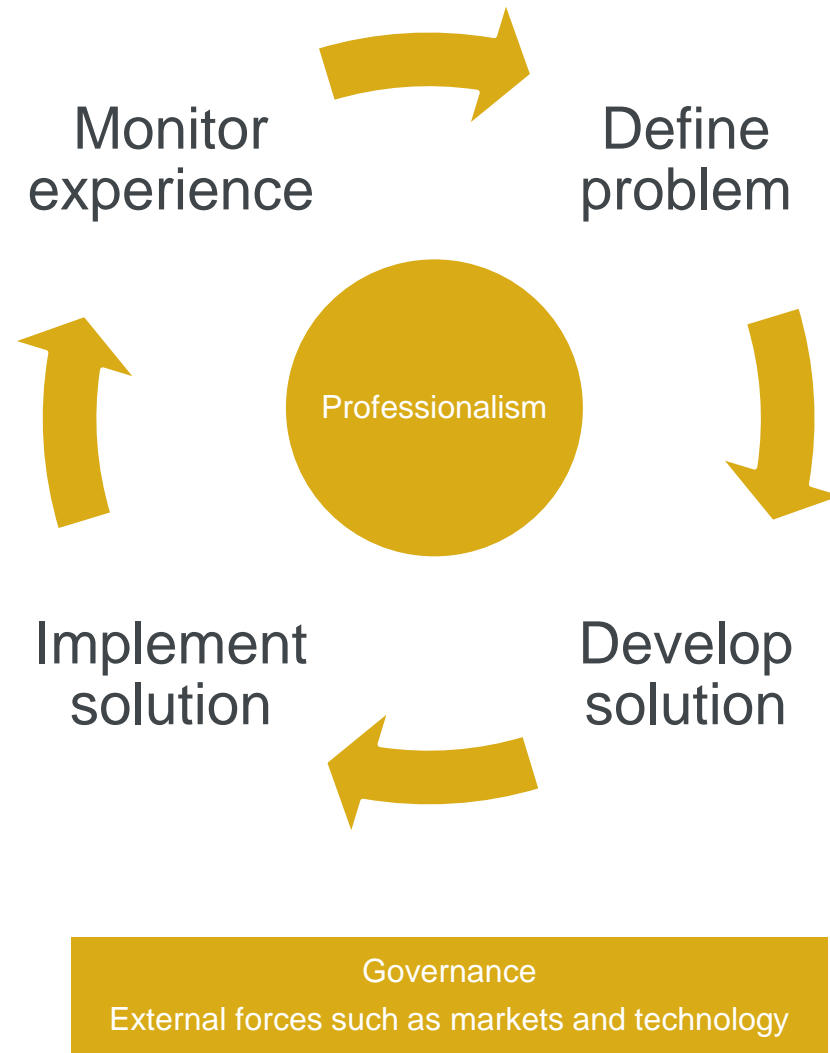 Monitor
experience
Define
problem
Professionalism
Implement
solution
Develop
solution
Governance
External forces such as markets and technology